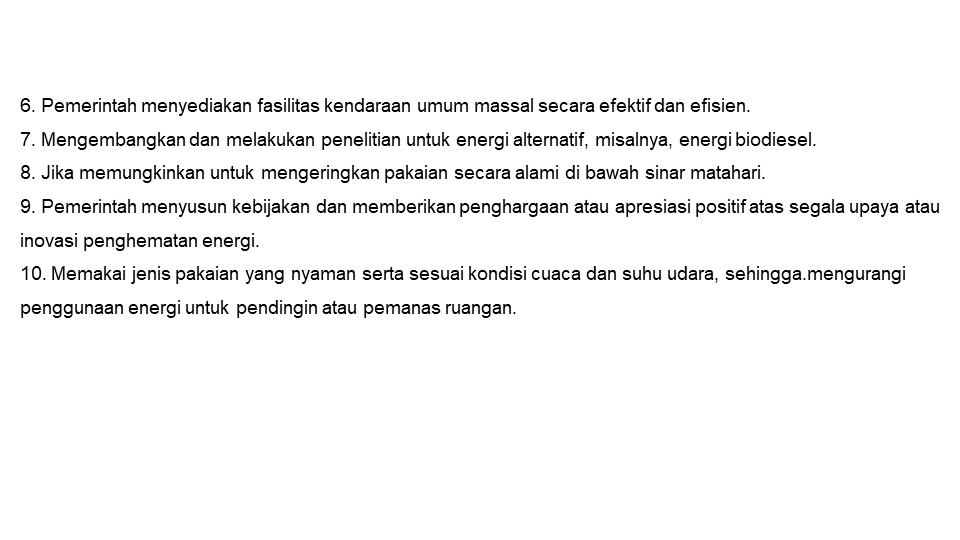 6. Pemerintah menyediakan fasilitas kendaraan umum massal secara efektif dan efisien.
7. Mengembangkan dan melakukan penelitian untuk energi alternatif, misalnya, energi biodiesel.
8. Jika memungkinkan untuk mengeringkan pakaian secara alami di bawah sinar matahari.
9. Pemerintah menyusun kebijakan dan memberikan penghargaan atau apresiasi positif atas segala upaya atau
inovasi penghematan energi.
10. Memakai jenis pakaian yang nyaman serta sesuai kondisi cuaca dan suhu udara, sehingga.mengurangi
penggunaan energi untuk pendingin atau pemanas ruangan.